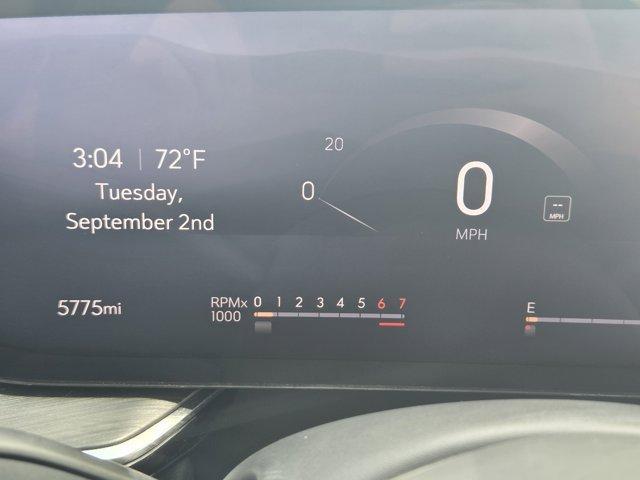 3:04 | 72°F
Tuesday,
September 2nd
20
0
0
MPH
--
MPH
5775mi
RPMx
1000
0 1 2 3 4 5 6 7
E